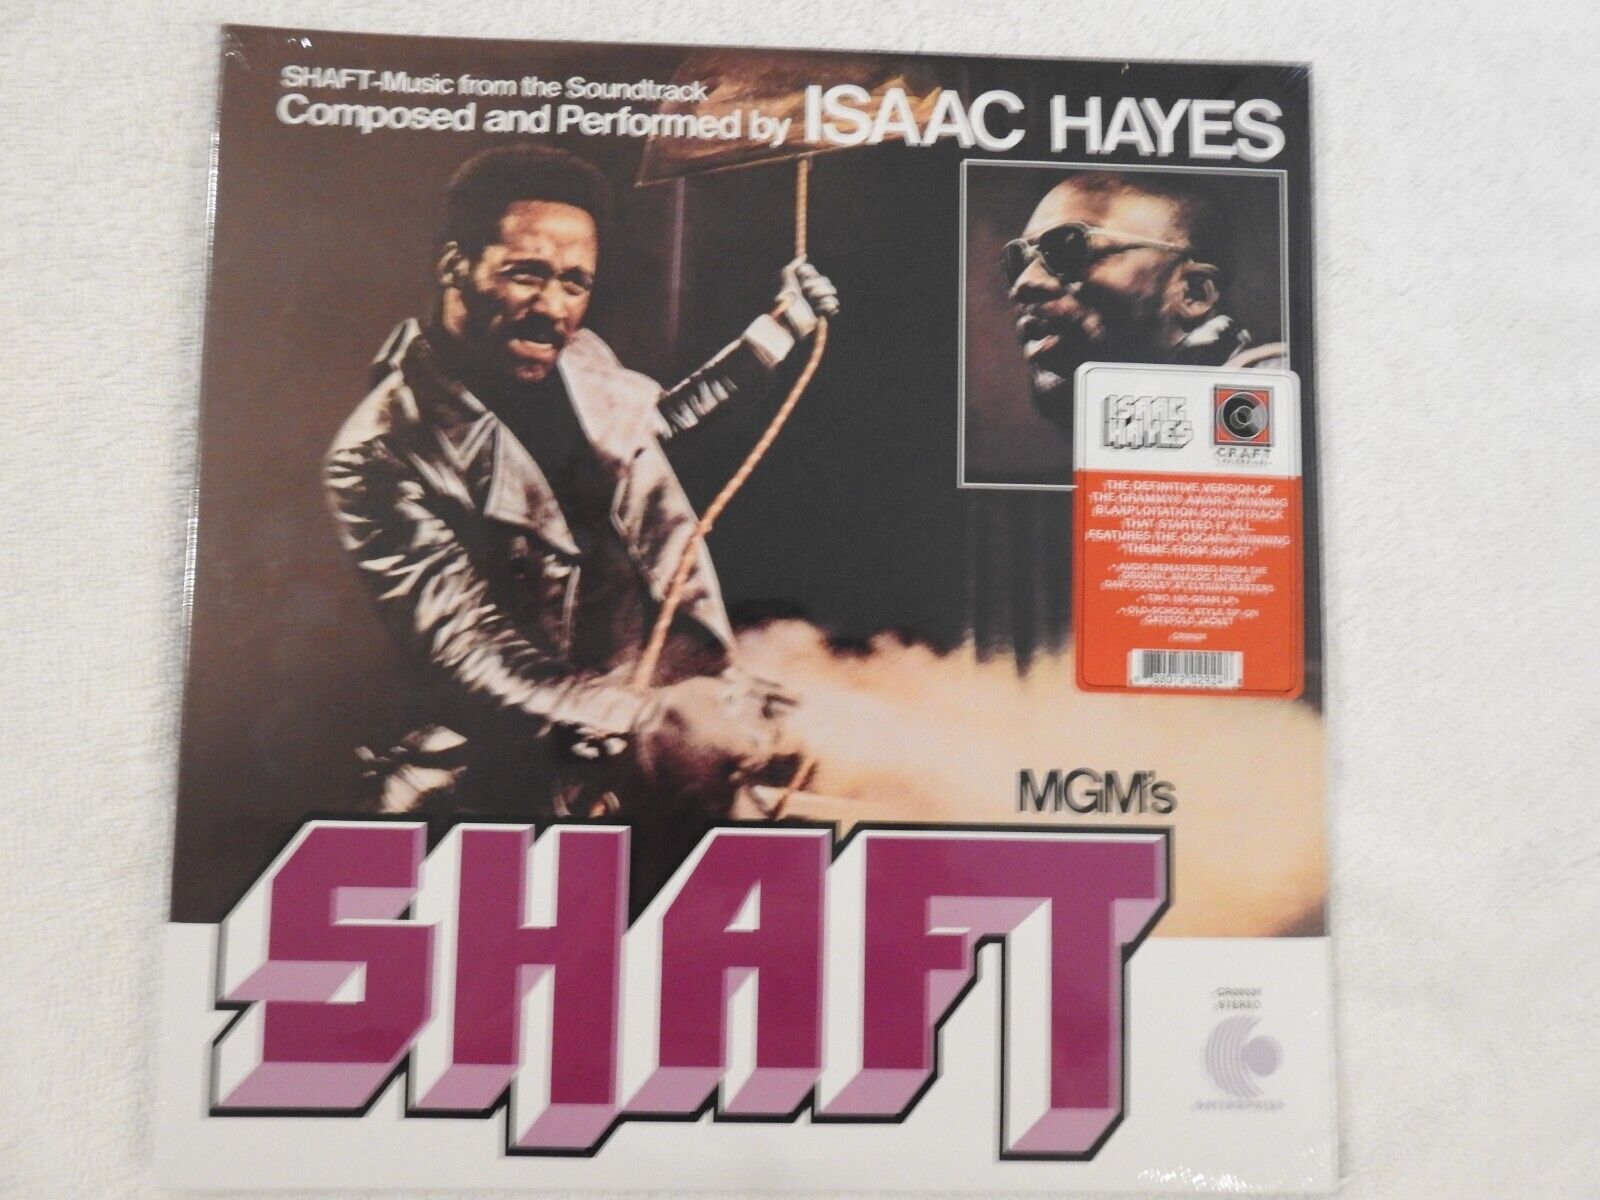 SHAFT-Music from the Soundtrack
Composed and Performed by ISAAC HAYES
ISAAC
HAYES
CRAFT
RECORDINGS
THE DEFINITIVE VERSION OF
THE GRAMMY® AWARD-WINNING
BLAXPLOITATION SOUNDTRACK
THAT STARTED IT ALL.
FEATURES THE OSCAR®-WINNING
"THEME FROM SHAFT."
• AUDIO REMASTERED FROM THE
ORIGINAL ANALOG TAPES BY
DAVE COOLEY AT ELYSIAN MASTERS
• TWO 180-GRAM LPs
• OLD-SCHOOL STYLE TIP-ON
GATEFOLD JACKET
MGM's
SHAFT
STEREO
ENTERPRISE